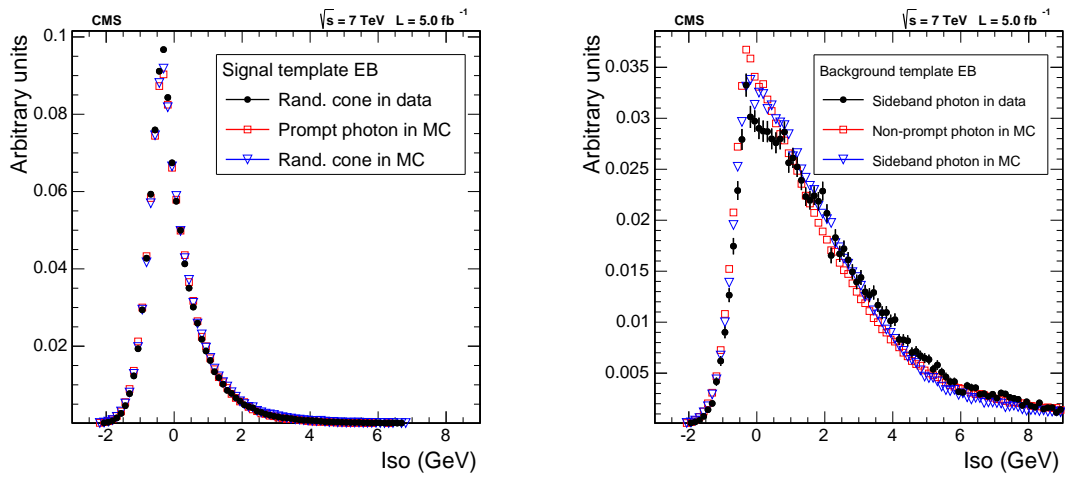 CMS
√s = 7 TeV L = 5.0 fb⁻¹
Arbitrary units
0.1
0.08
0.06
0.04
0.02
Signal template EB
Rand. cone in data
Prompt photon in MC
Rand. cone in MC
-2 0 2 4 6 8
Iso (GeV)
CMS
√s = 7 TeV L = 5.0 fb⁻¹
Arbitrary units
0.035
0.03
0.025
0.02
0.015
0.01
0.005
Background template EB
Sideband photon in data
Non-prompt photon in MC
Sideband photon in MC
-2 0 2 4 6 8
Iso (GeV)